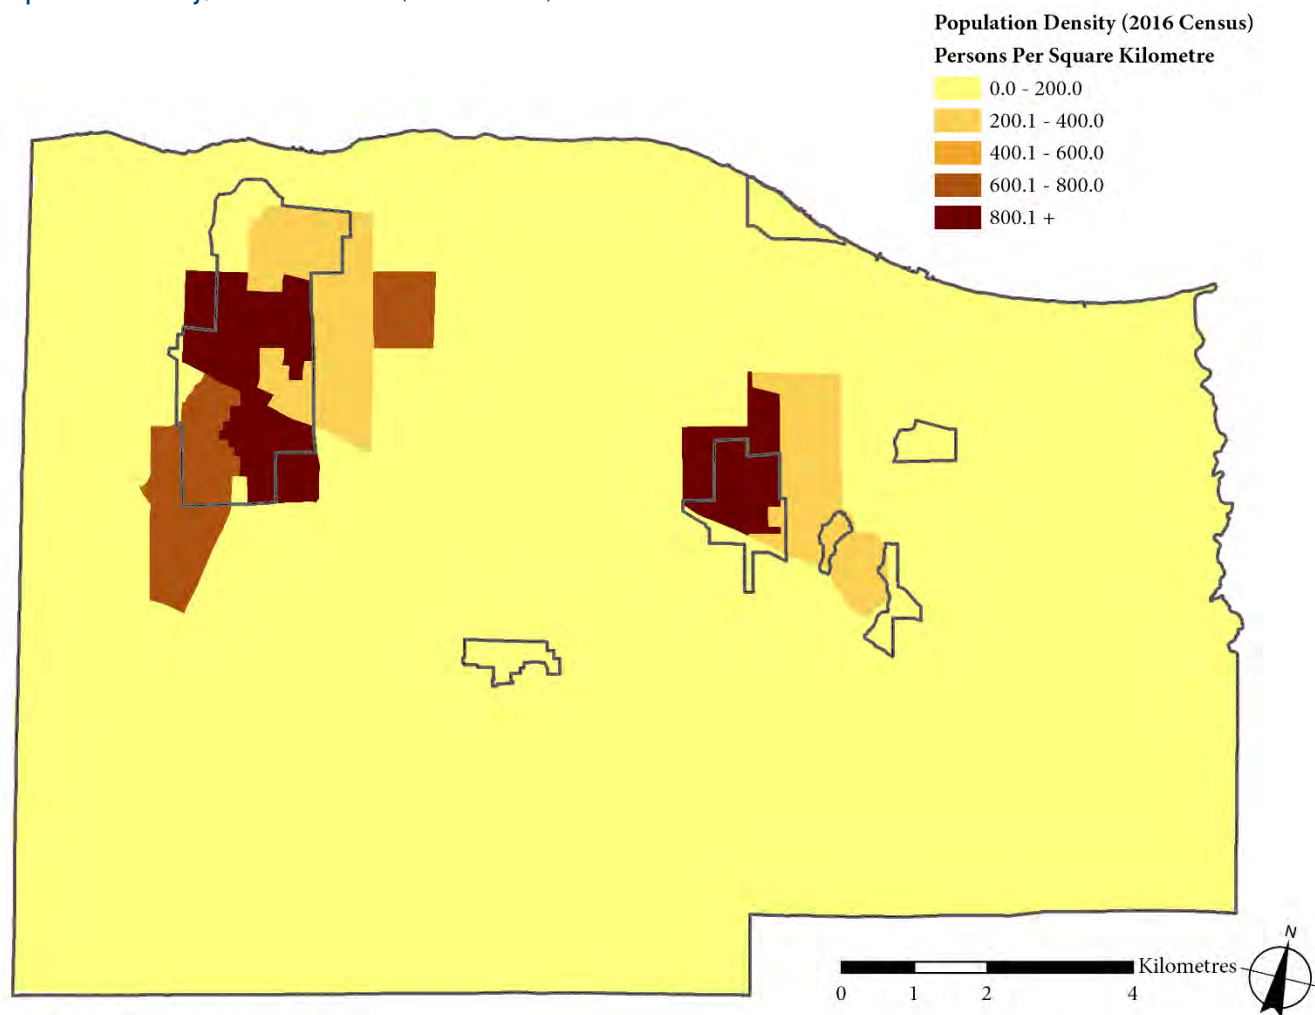 Population Density (2016 Census)
Persons Per Square Kilometre
0.0 - 200.0
200.1 - 400.0
400.1 - 600.0
600.1 - 800.0
800.1 +
N
Kilometres
0 1 2 4